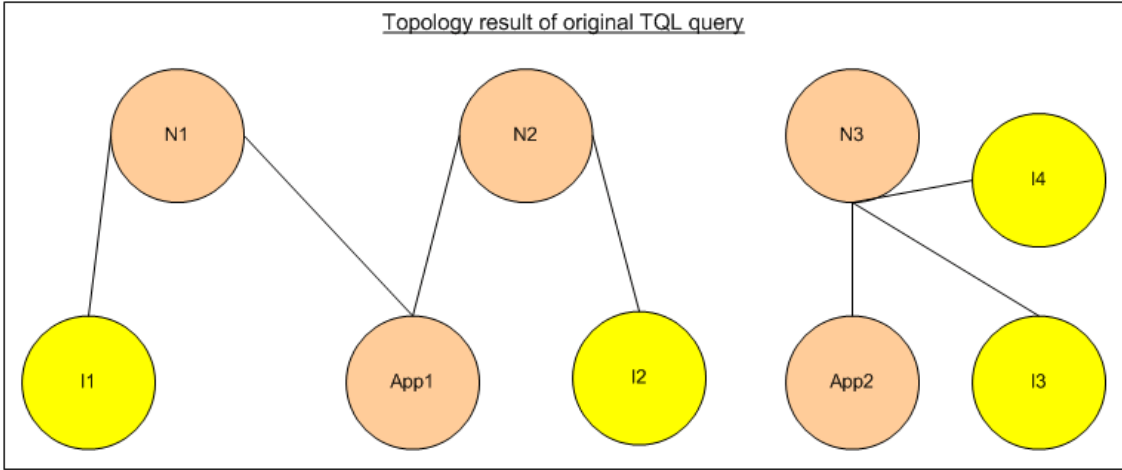 Topology result of original TQL query
N1
N2
N3
I4
I1
App1
I2
App2
I3